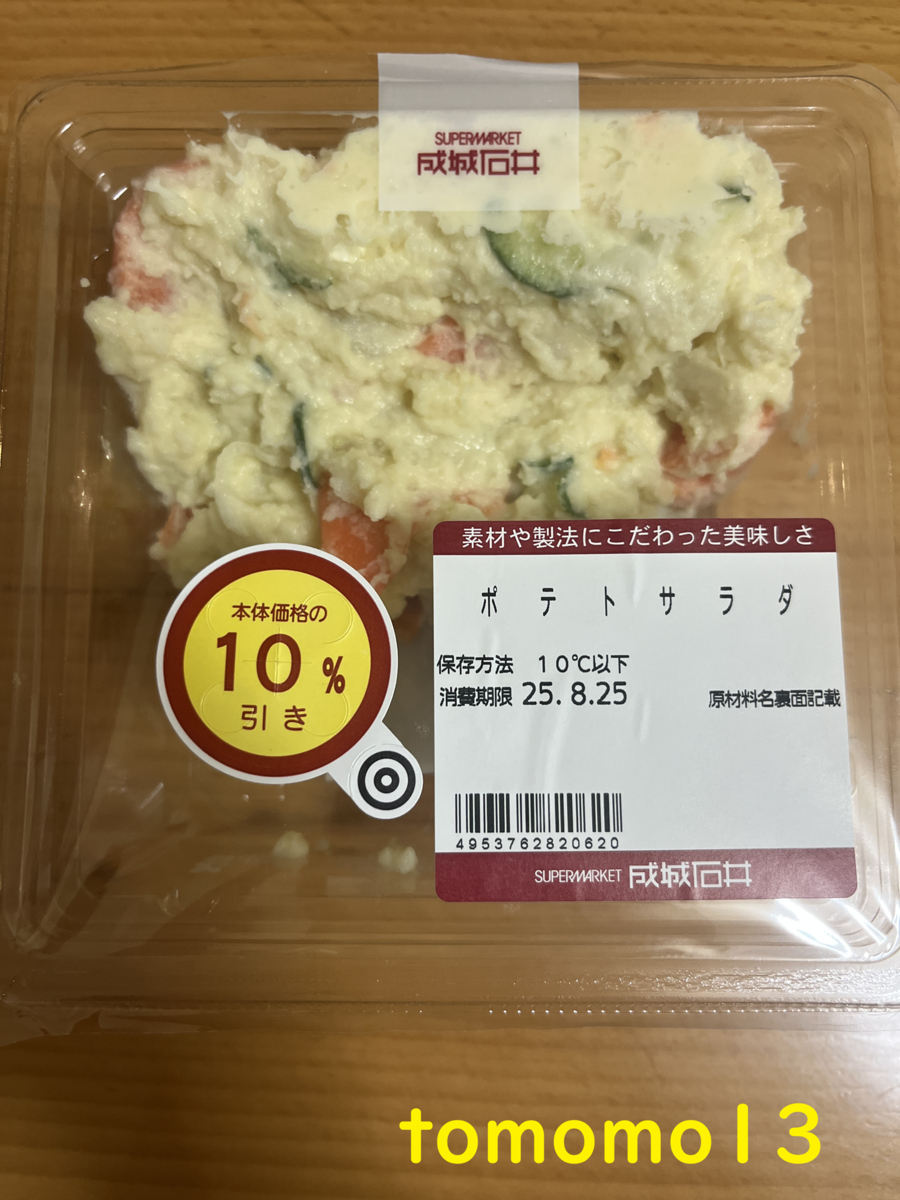 SUPERMARKET
成城石井
素材や製法にこだわった美味しさ
ポテトサラダ
保存方法 10℃以下
消費期限 25.8.25 原材料名裏面記載
本体価格の
10%
引き
4953762820620
SUPERMARKET 成城石井
tomomo13